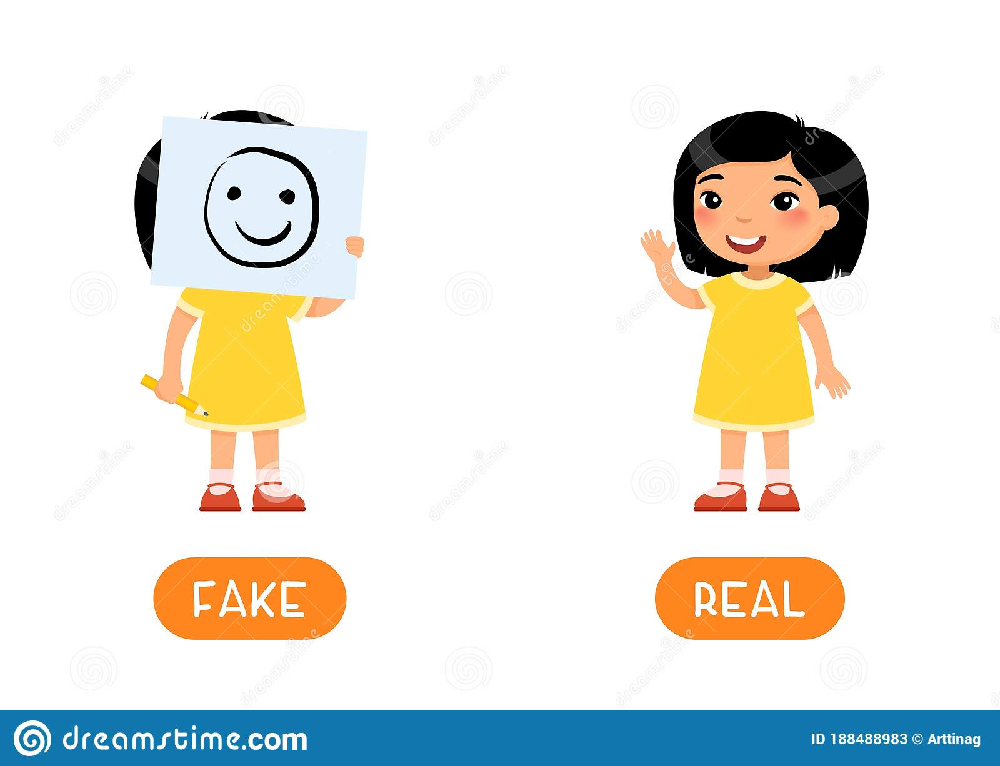 FAKE
REAL
dreamstime.com
ID 188488983 © Arttinag